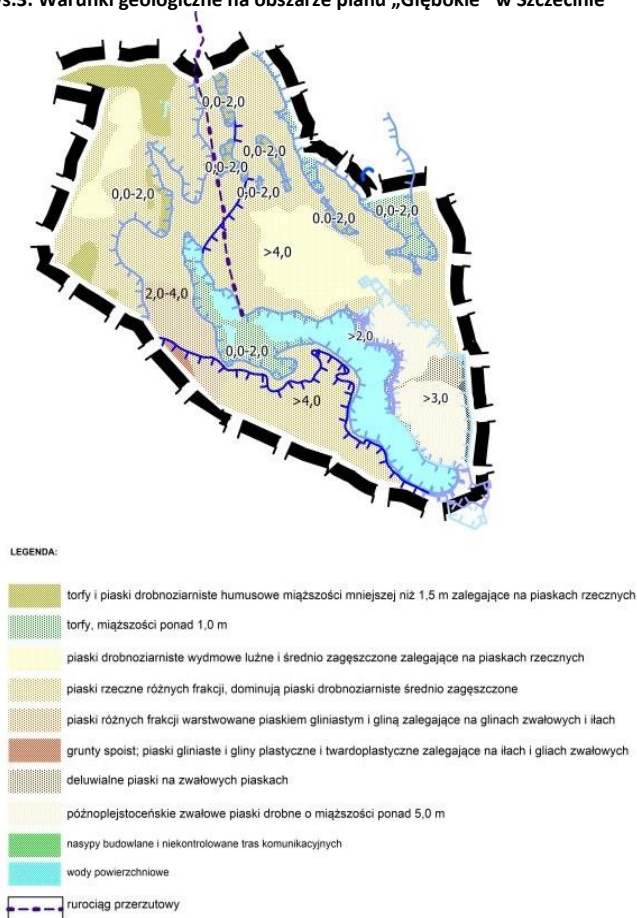 s.3: Warunki geologiczne na obszarze planu „Głębokie” w Szczecinie
0,0-2,0
0,0-2,0
0,0-2,0
0,0-2,0
0,0-2,0
0,0-2,0
0,0-2,0
>4,0
2,0-4,0
>2,0
0,0-2,0
>4,0
>3,0
LEGENDA:
torfy i piaski drobnoziarniste humusowe miąższości mniejszej niż 1,5 m zalegające na piaskach rzecznych
torfy, miąższości ponad 1,0 m
piaski drobnoziarniste wydmowe luźne i średnio zagęszczone zalegające na piaskach rzecznych
piaski rzeczne różnych frakcji, dominują piaski drobnoziarniste średnio zagęszczone
piaski różnych frakcji warstwowane piaskiem gliniastym i gliną zalegające na glinach zwałowych i iłach
grunty spoist; piaski gliniaste i gliny plastyczne i twardoplastyczne zalegające na iłach i gliach zwałowych
deluwialne piaski na zwałowych piaskach
późnoplejstoceńskie zwałowe piaski drobne o miąższości ponad 5,0 m
nasypy budowlane i niekontrolowane tras komunikacyjnych
wody powierzchniowe
rurociąg przerzutowy